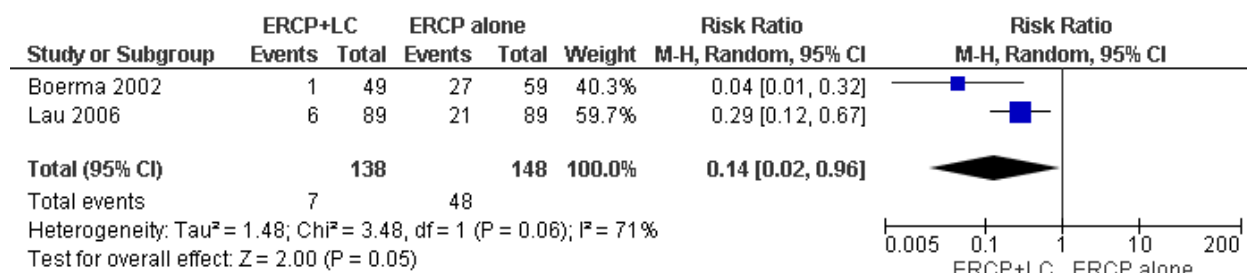 ERCP+LC ERCP alone Risk Ratio Risk Ratio
Study or Subgroup Events Total Events Total Weight M-H, Random, 95% CI M-H, Random, 95% CI
Boerma 2002 1 49 27 59 40.3% 0.04 [0.01, 0.32]
Lau 2006 6 89 21 89 59.7% 0.29 [0.12, 0.67]
Total (95% CI) 138 148 100.0% 0.14 [0.02, 0.96]
Total events 7 48
Heterogeneity: Tau² = 1.48; Chi² = 3.48, df = 1 (P = 0.06); I² = 71%
Test for overall effect: Z = 2.00 (P = 0.05)
0.005 0.1 1 10 200
ERCP+LC ERCP alone